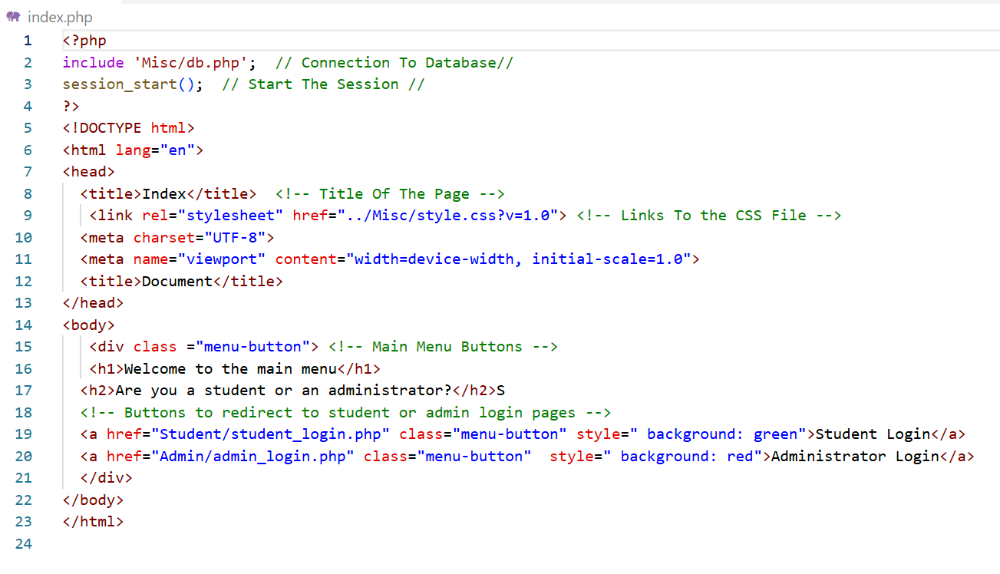 index.php
1 <?php
2 include 'Misc/db.php';  // Connection To Database//
3 session_start();  // Start The Session //
4 ?>
5 <!DOCTYPE html>
6 <html lang="en">
7 <head>
8   <title>Index</title>  <!-- Title Of The Page -->
9    <link rel="stylesheet" href="../Misc/style.css?v=1.0"> <!-- Links To the CSS File -->
10   <meta charset="UTF-8">
11   <meta name="viewport" content="width=device-width, initial-scale=1.0">
12   <title>Document</title>
13 </head>
14 <body>
15    <div class ="menu-button"> <!-- Main Menu Buttons -->
16    <h1>Welcome to the main menu</h1>
17   <h2>Are you a student or an administrator?</h2>S
18   <!-- Buttons to redirect to student or admin login pages -->
19   <a href="Student/student_login.php" class="menu-button" style=" background: green">Student Login</a>
20   <a href="Admin/admin_login.php" class="menu-button"  style=" background: red">Administrator Login</a>
21   </div>
22 </body>
23 </html>
24